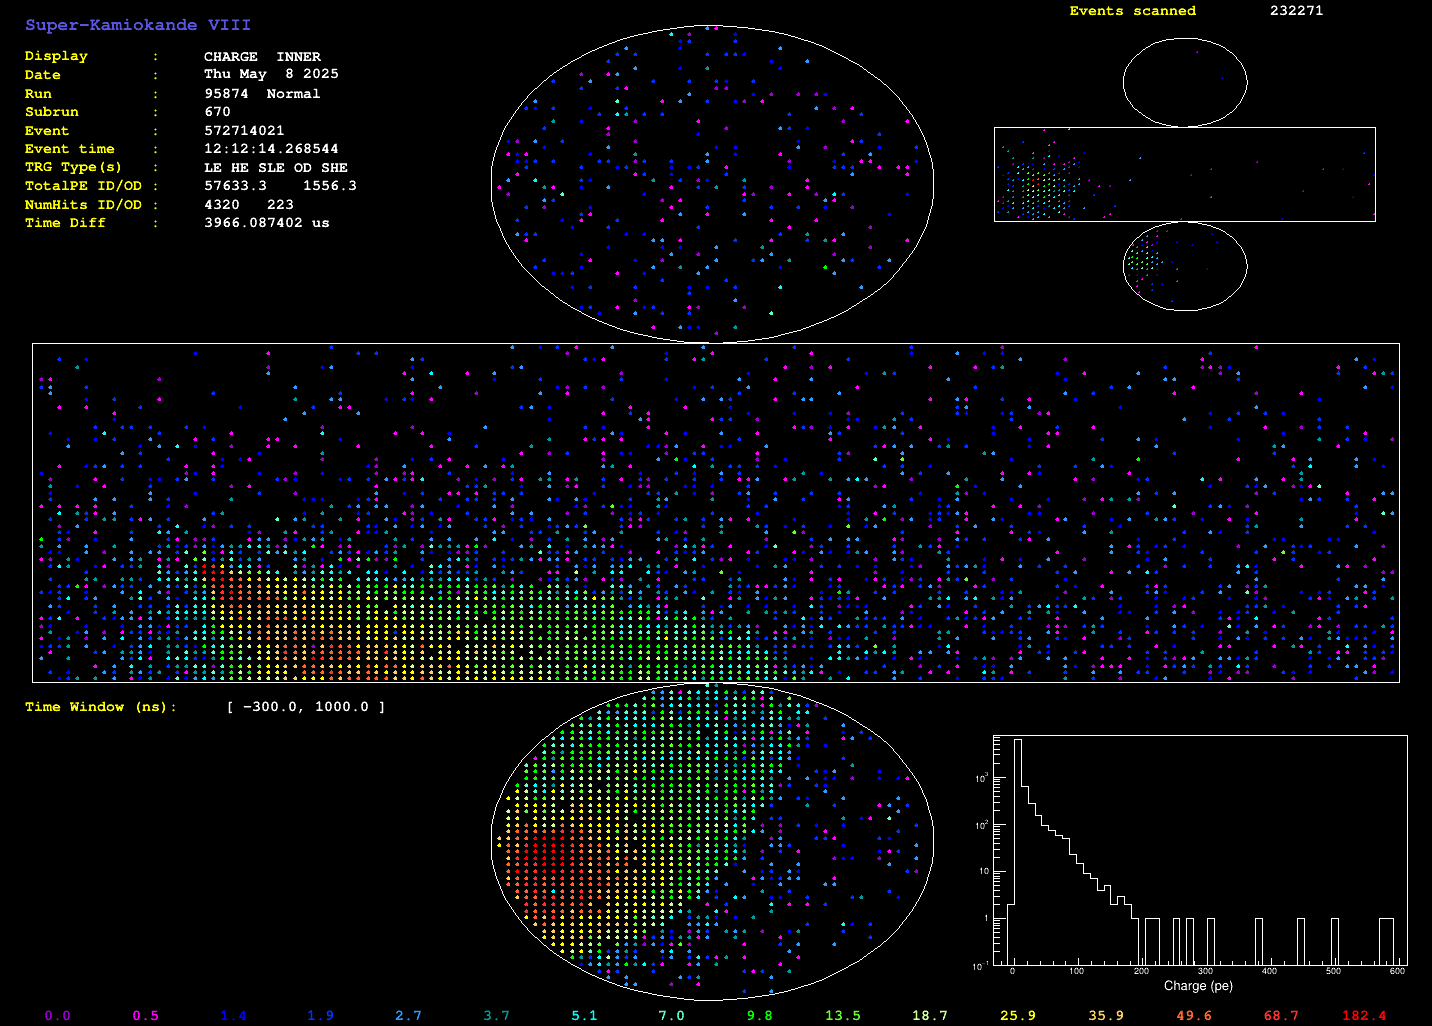 Super-Kamiokande VIII
Display : CHARGE INNER
Date : Thu May 8 2025
Run : 95874 Normal
Subrun : 670
Event : 572714021
Event time : 12:12:14.268544
TRG Type(s) : LE HE SLE OD SHE
TotalPE ID/OD : 57633.3 1556.3
NumHits ID/OD : 4320 223
Time Diff : 3966.087402 us
Events scanned 232271
Time Window (ns): [ -300.0, 1000.0 ]
10³
10²
10
1
10⁻¹
0 100 200 300 400 500 600
Charge (pe)
0.0 0.5 1.4 1.9 2.7 3.7 5.1 7.0 9.8 13.5 18.7 25.9 35.9 49.6 68.7 182.4